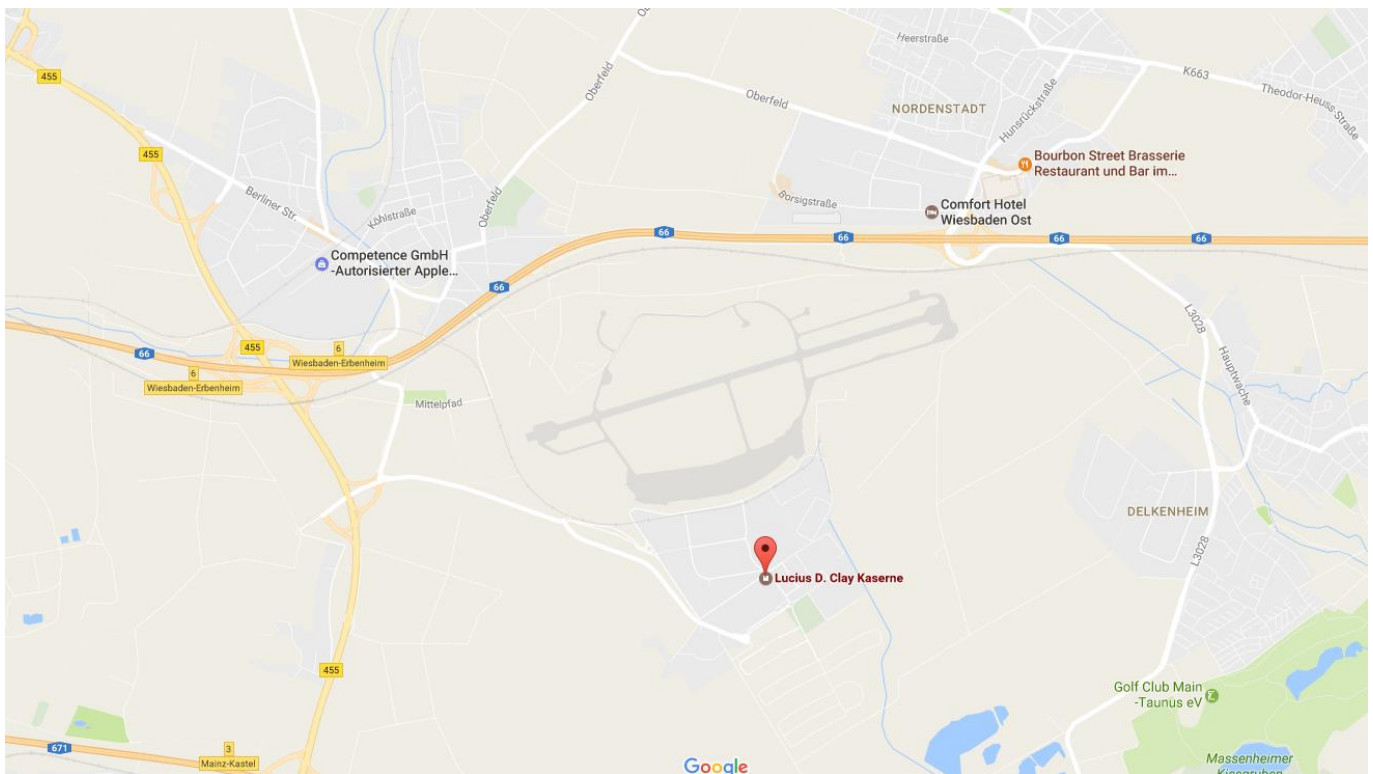 Heerstraße
K663
455
Theodor-Heuss-Straße
Oberfeld
Oberfeld
NORDENSTADT
Hunsrückstraße
455
Bourbon Street Brasserie
Restaurant und Bar im...
Berliner Str.
Köhlstraße
Oberfeld
Borsigstraße
Comfort Hotel
Wiesbaden Ost
66
66
66
66
Competence GmbH
-Autorisierter Apple...
66
L3028
Hauptwache
455
6
Wiesbaden-Erbenheim
66
6
Wiesbaden-Erbenheim
Mittelpfad
DELKENHEIM
L3028
Lucius D. Clay Kaserne
455
Golf Club Main
-Taunus eV
671
3
Mainz-Kastel
Google
Massenheimer
Kiesgruben